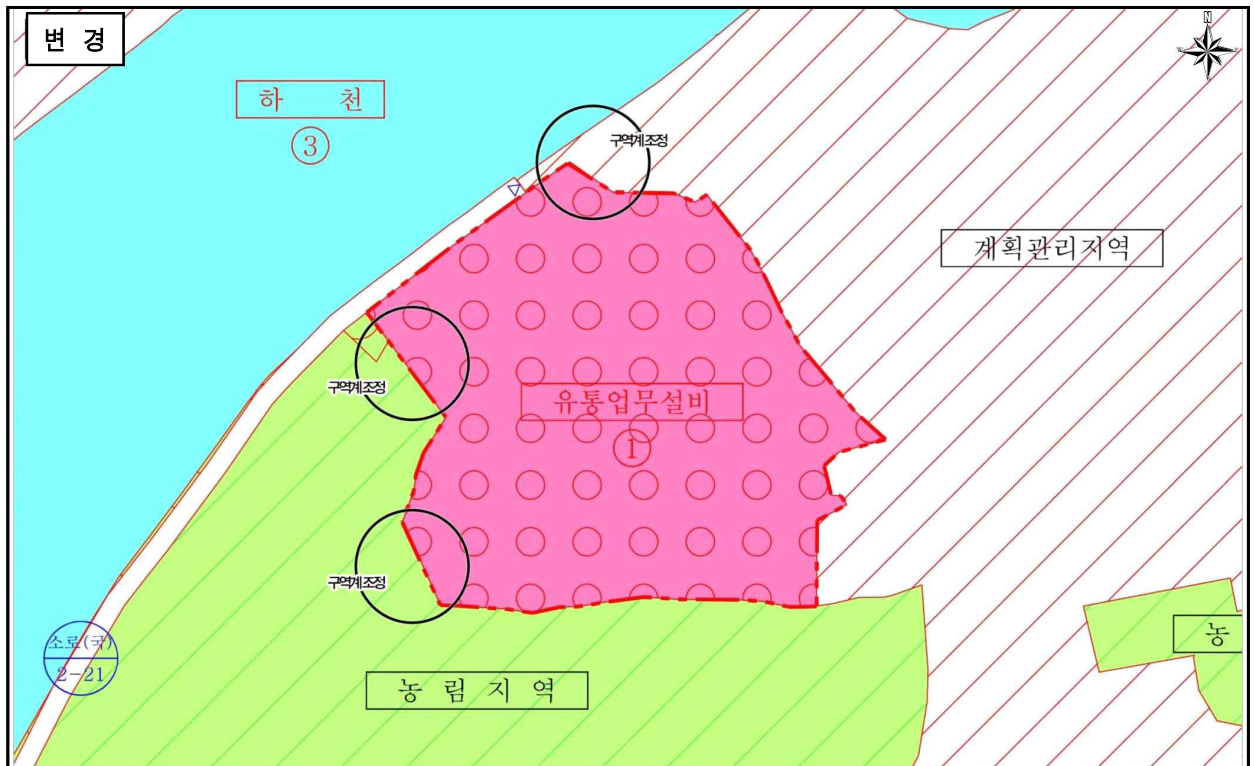 변 경
N
하 천
③
구역계조정
계획관리지역
구역계조정
유통업무설비
①
구역계조정
소로(국)
2-21
농
농 림 지 역